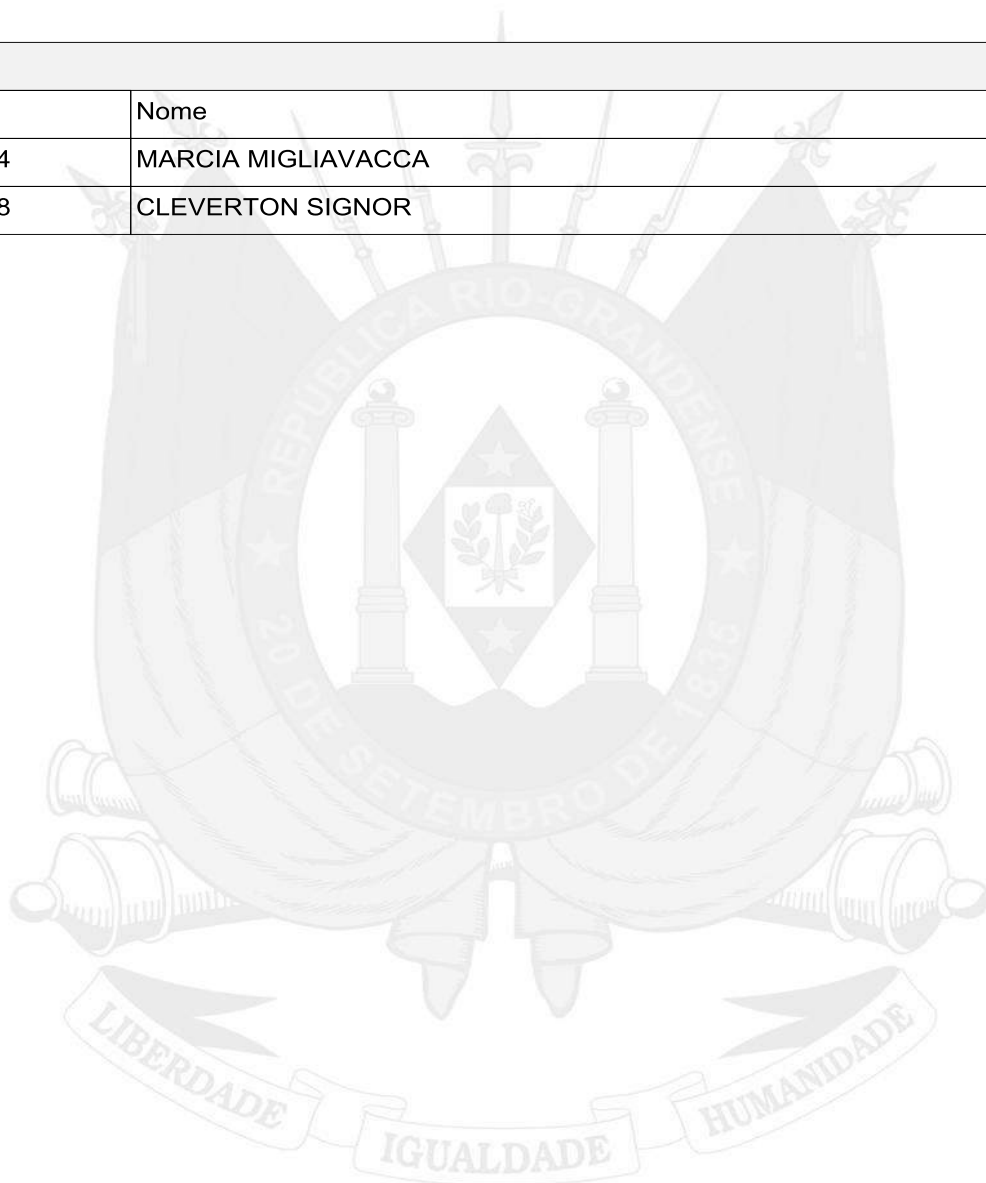 Nome
4 MARCIA MIGLIAVACCA
8 CLEVERTON SIGNOR
REPUBLICA RIO-GRANDENSE
20 DE SETEMBRO DE 1835
LIBERDADE IGUALDADE HUMANIDADE